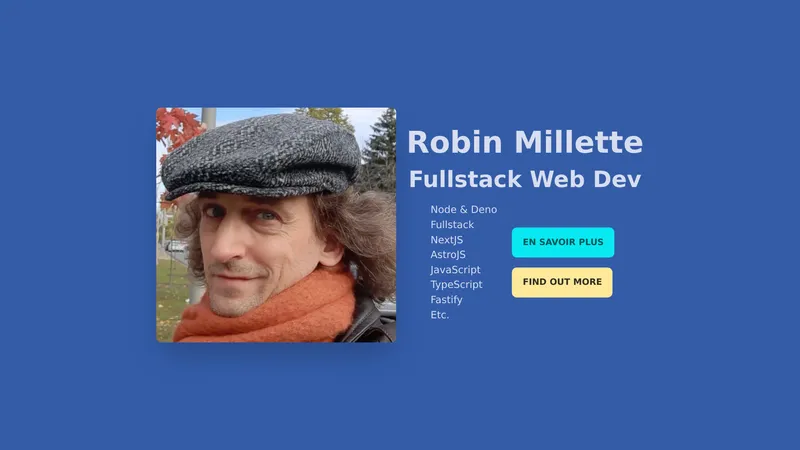 Robin Millette
Fullstack Web Dev
Node & Deno
Fullstack
NextJS
AstroJS
JavaScript
TypeScript
Fastify
Etc.
EN SAVOIR PLUS
FIND OUT MORE